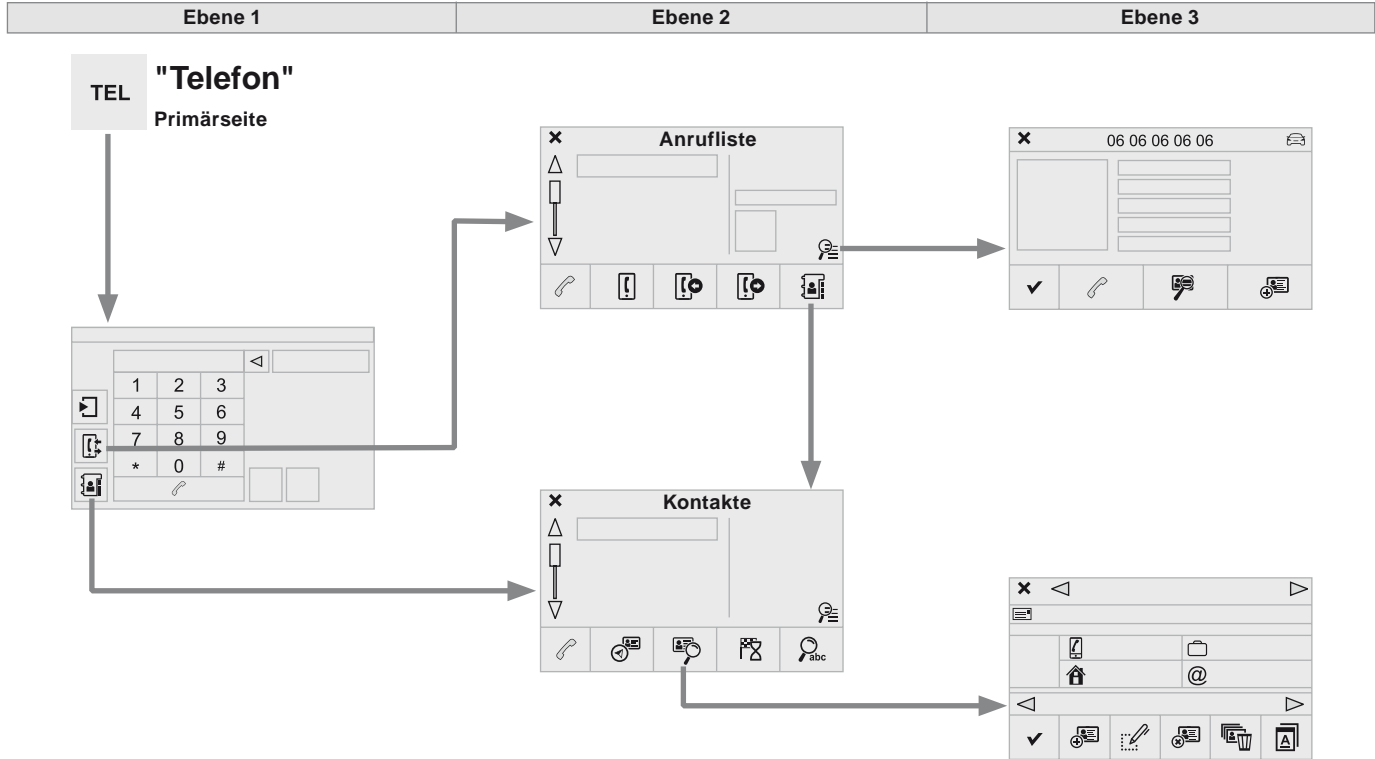 Ebene 1
Ebene 2
Ebene 3
TEL
"Telefon"
Primärseite
Anrufliste
06 06 06 06 06
1 2 3
4 5 6
7 8 9
* 0 #
Kontakte
abc
@
A